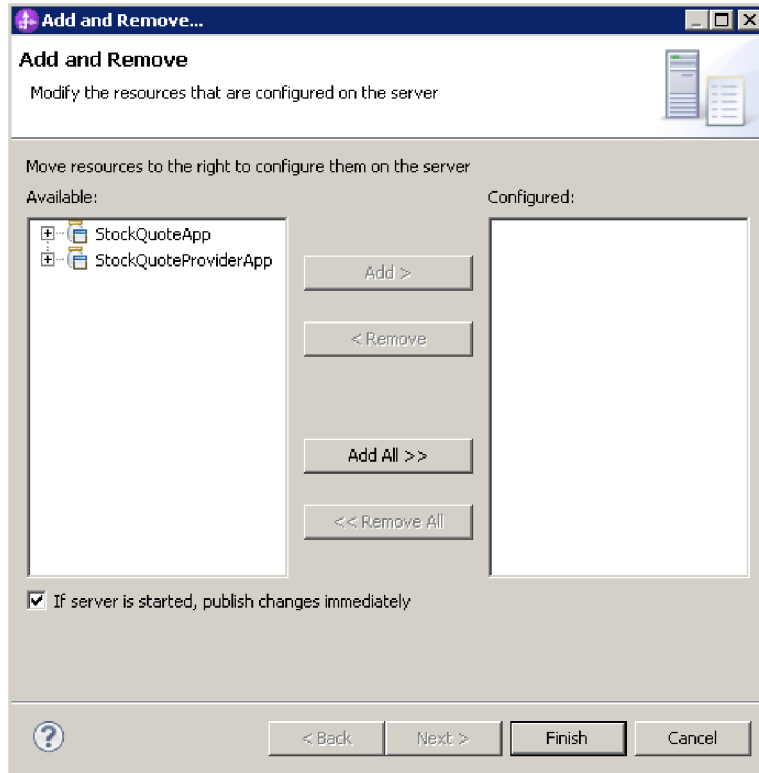 Add and Remove...
Add and Remove
Modify the resources that are configured on the server
Move resources to the right to configure them on the server
Available:
Configured:
StockQuoteApp
StockQuoteProviderApp
Add >
< Remove
Add All >>
<< Remove All
If server is started, publish changes immediately
?
< Back
Next >
Finish
Cancel